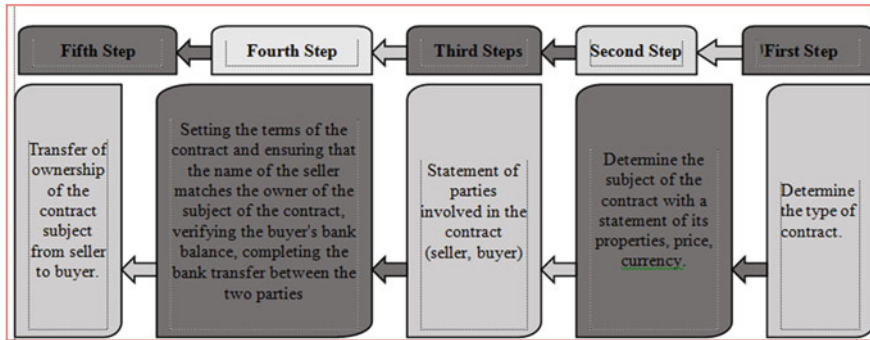 Fifth Step
Fourth Step
Third Steps
Second Step
First Step
Transfer of
ownership
of the
contract
subject
from seller
to buyer.
Setting the terms of the
contract and ensuring that
the name of the seller
matches the owner of the
subject of the contract,
verifying the buyer's bank
balance, completing the
bank transfer between the
two parties
Statement of
parties
involved in the
contract
(seller, buyer)
Determine the
subject of the
contract with a
statement of its
properties, price,
currency.
Determine
the type of
contract.